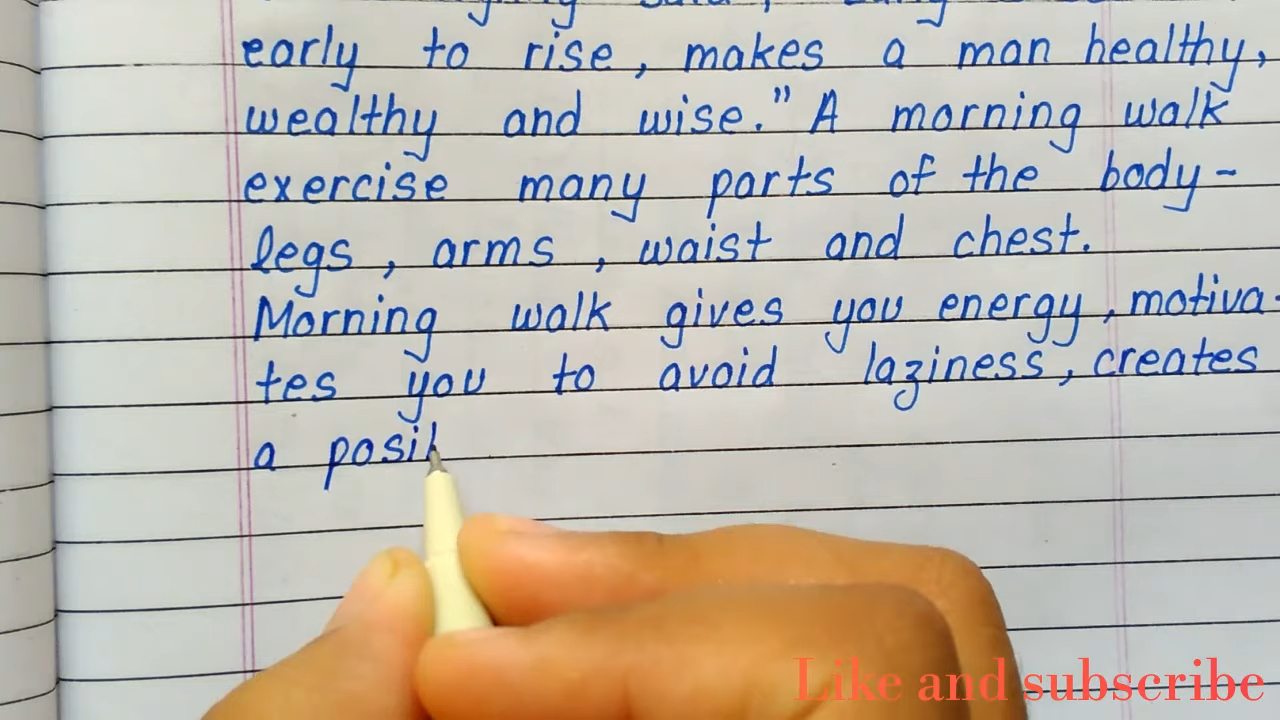 early to rise, makes a man healthy,
wealthy and wise." A morning walk
exercise many parts of the body-
legs, arms, waist and chest.
Morning walk gives you energy, motiva-
tes you to avoid laziness, creates
a posit
Like and subscribe